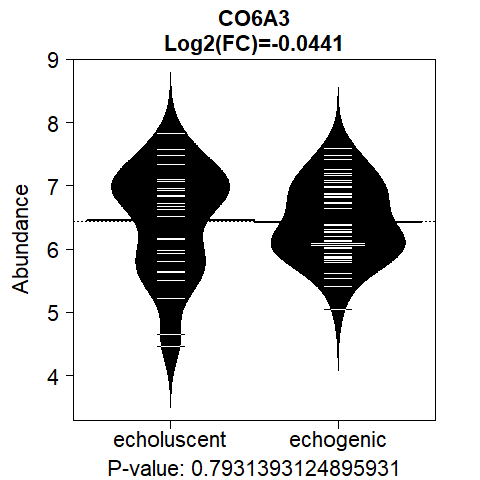 CO6A3
Log2(FC)=-0.0441
Abundance
9
8
7
6
5
4
echoluscent
echogenic
P-value: 0.7931393124895931